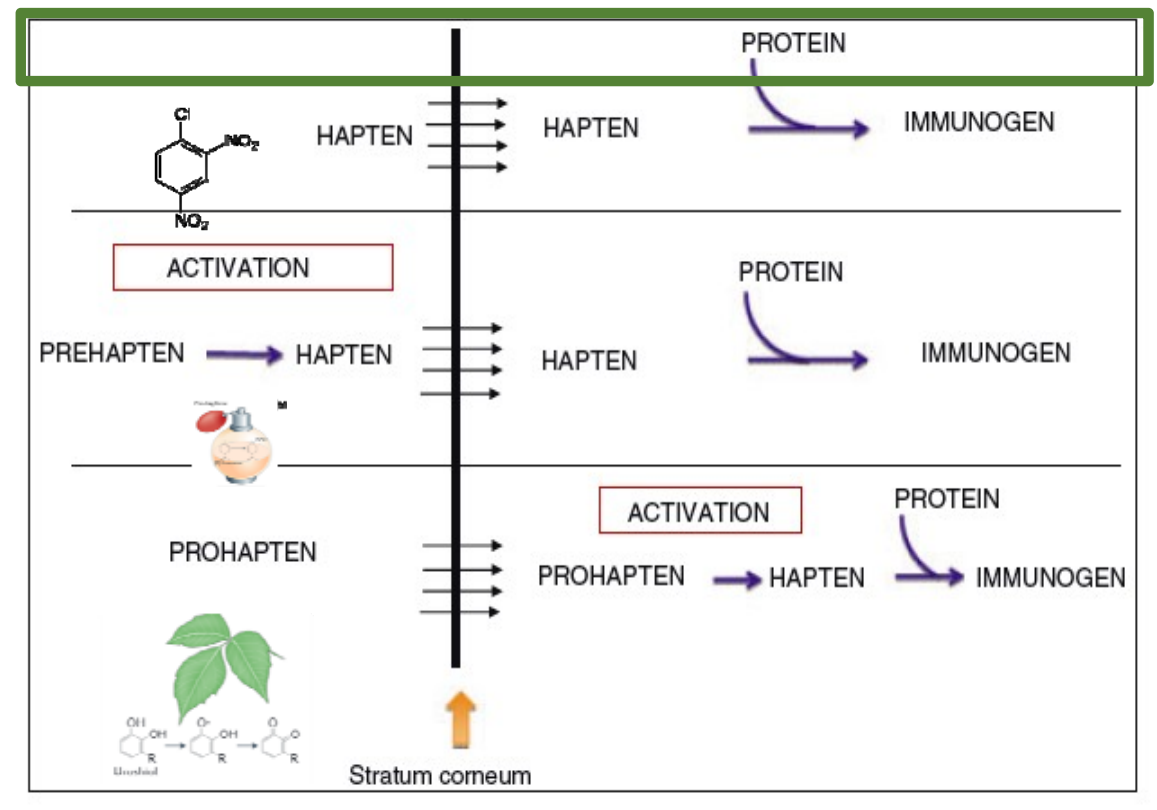 PROTEIN
Cl
NO2
NO2
HAPTEN
HAPTEN
IMMUNOGEN
ACTIVATION
PROTEIN
PREHAPTEN
HAPTEN
HAPTEN
IMMUNOGEN
M
ACTIVATION
PROTEIN
PROHAPTEN
PROHAPTEN
HAPTEN
IMMUNOGEN
OH
OH
R
Urushiol
O-
OH
R
O
O
R
Stratum corneum